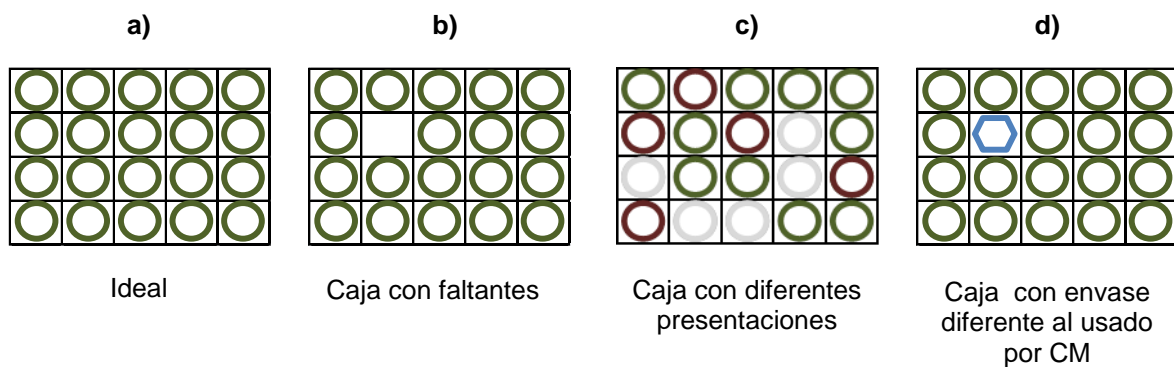 a)
b)
c)
d)
Ideal
Caja con faltantes
Caja con diferentes
presentaciones
Caja con envase
diferente al usado
por CM